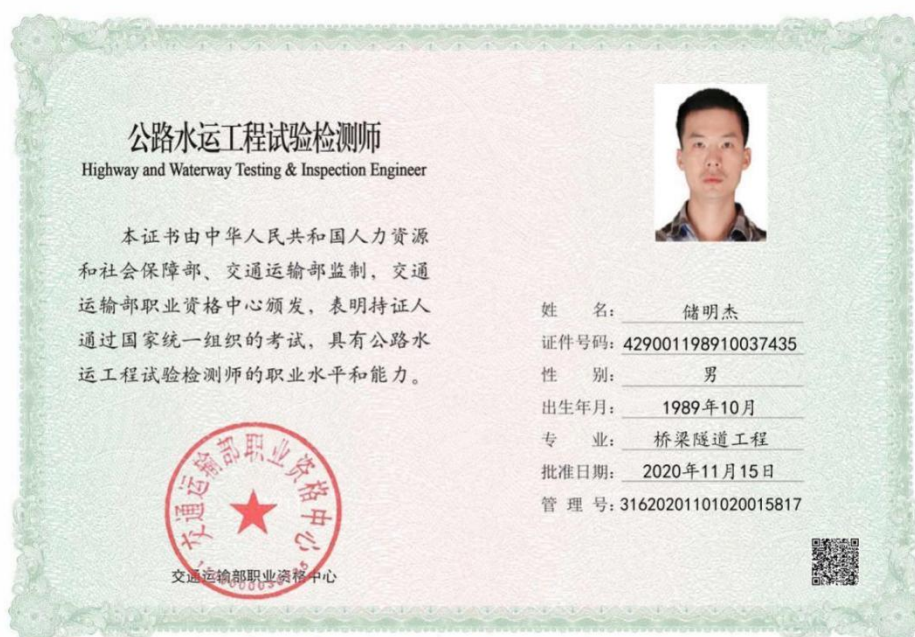 公路水运工程试验检测师
Highway and Waterway Testing & Inspection Engineer
本证书由中华人民共和国人力资源
和社会保障部、交通运输部监制，交通
运输部职业资格中心颁发，表明持证人
通过国家统一组织的考试，具有公路水
运工程试验检测师的职业水平和能力。
交通运输部职业资格中心
交通运输部职业资格中心
姓 名： 储明杰
证件号码： 429001198910037435
性 别： 男
出生年月： 1989年10月
专 业： 桥梁隧道工程
批准日期： 2020年11月15日
管 理 号： 31620201101020015817